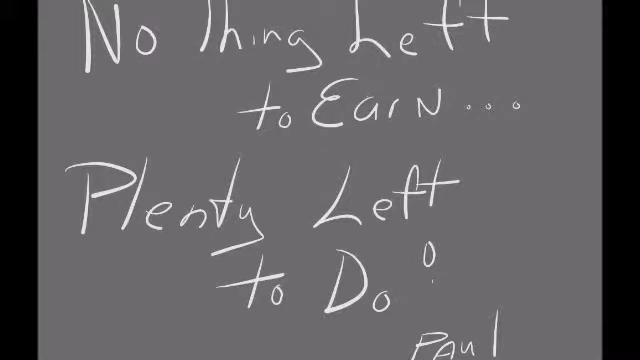 No Thing Left
to Earn...
Plenty Left
to Do!
Paul